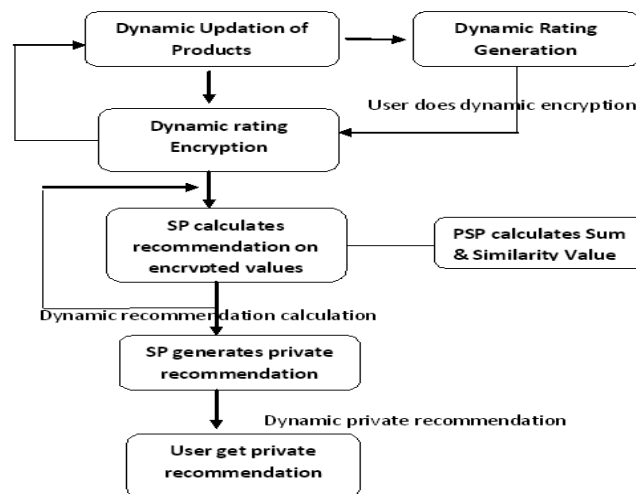 Dynamic Updation of
Products
Dynamic Rating
Generation
User does dynamic encryption
Dynamic rating
Encryption
SP calculates
recommendation on
encrypted values
PSP calculates Sum
& Similarity Value
Dynamic recommendation calculation
SP generates private
recommendation
Dynamic private recommendation
User get private
recommendation